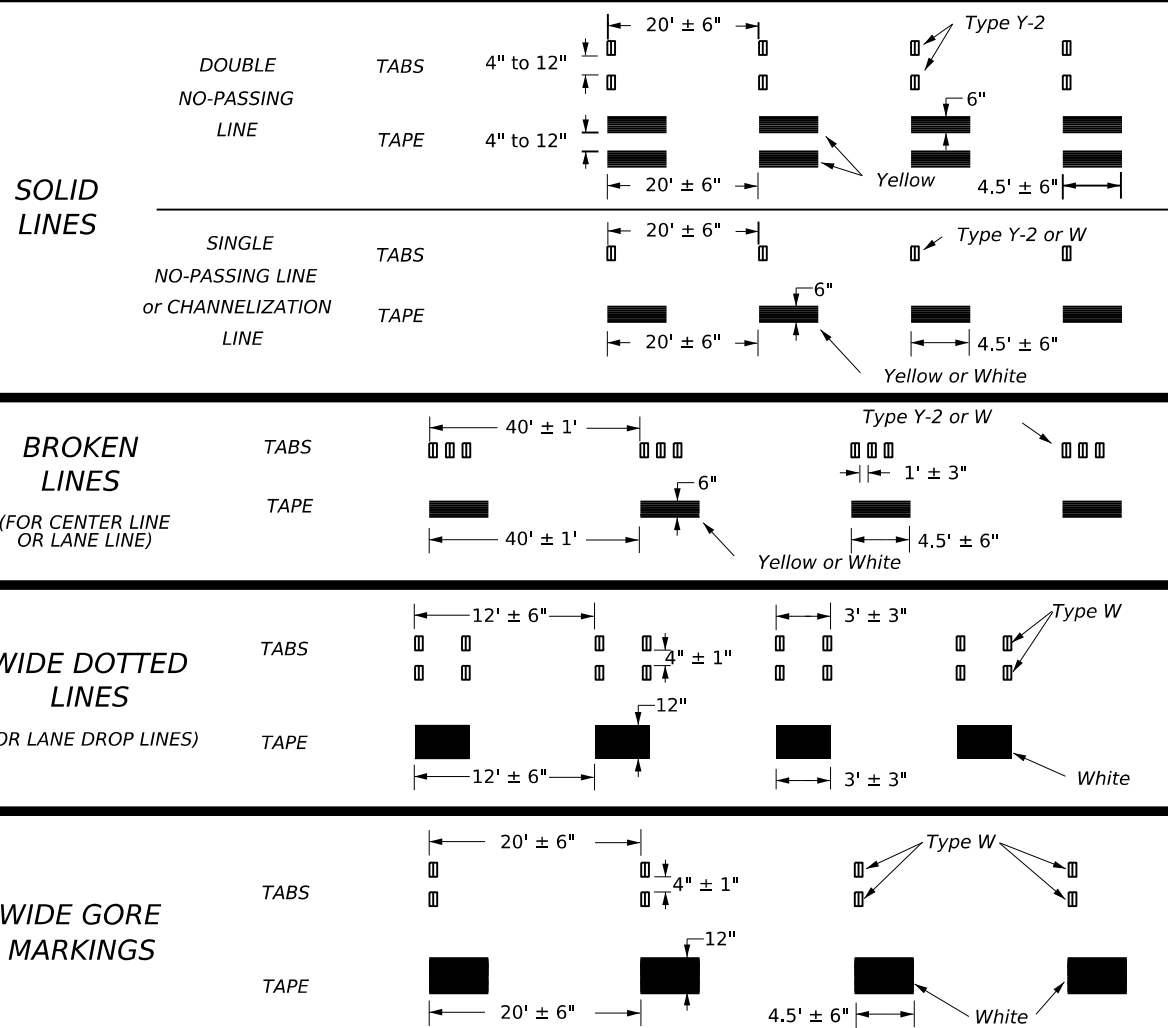 20' ± 6"
Type Y-2
DOUBLE
NO-PASSING
LINE
TABS
4" to 12"
TAPE
4" to 12"
6"
Yellow
20' ± 6"
4.5' ± 6"
SOLID
LINES
SINGLE
NO-PASSING LINE
or CHANNELIZATION
LINE
TABS
20' ± 6"
Type Y-2 or W
TAPE
6"
20' ± 6"
4.5' ± 6"
Yellow or White
BROKEN
LINES
(FOR CENTER LINE
OR LANE LINE)
TABS
40' ± 1'
Type Y-2 or W
1' ± 3"
TAPE
6"
40' ± 1'
4.5' ± 6"
Yellow or White
WIDE DOTTED
LINES
OR LANE DROP LINES)
TABS
12' ± 6"
3' ± 3"
Type W
4" ± 1"
TAPE
12"
12' ± 6"
3' ± 3"
White
WIDE GORE
MARKINGS
TABS
20' ± 6"
Type W
4" ± 1"
TAPE
12"
20' ± 6"
4.5' ± 6"
White